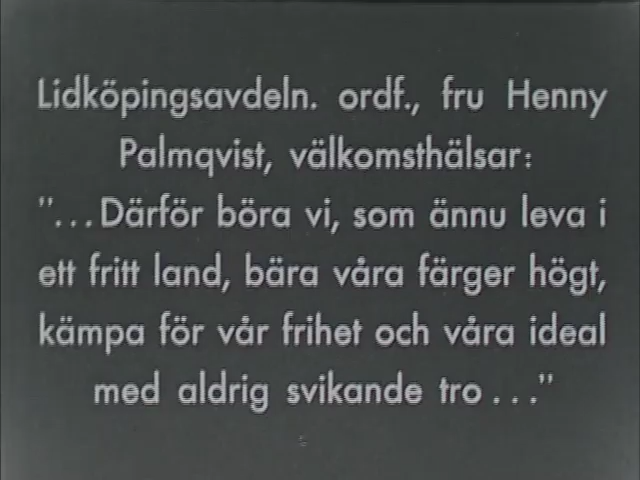 Lidköpingsavdeln. ordf., fru Henny
Palmqvist, välkomsthälsar:
"...Därför böra vi, som ännu leva i
ett fritt land, bära våra färger högt,
kämpa för vår frihet och våra ideal
med aldrig svikande tro..."